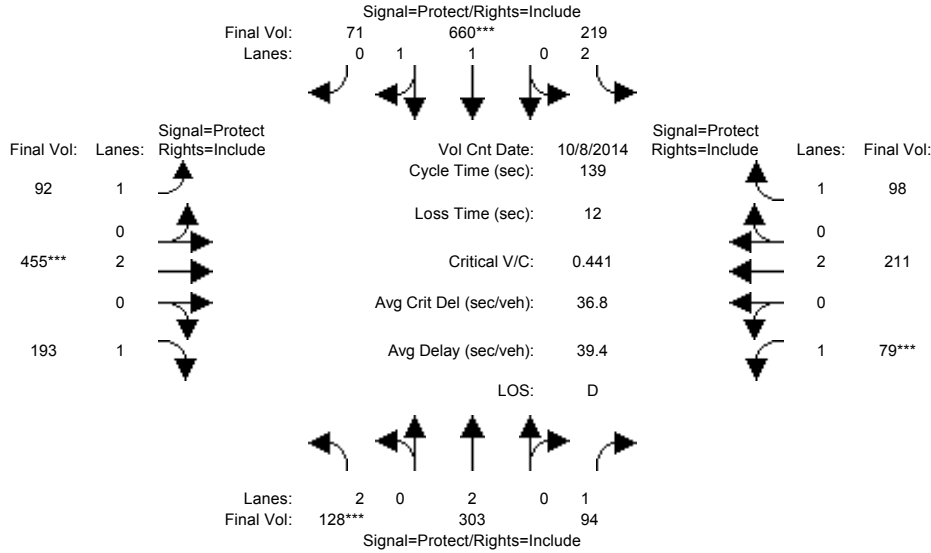 Signal=Protect/Rights=Include
Final Vol: 71 660*** 219
Lanes: 0 1 1 0 2
Signal=Protect Signal=Protect
Final Vol: Lanes: Rights=Include Vol Cnt Date: 10/8/2014 Rights=Include Lanes: Final Vol:
Cycle Time (sec): 139
92 1 1 98
Loss Time (sec): 12
0 0
455*** 2 Critical V/C: 0.441 2 211
0 Avg Crit Del (sec/veh): 36.8 0
193 1 Avg Delay (sec/veh): 39.4 1 79***
LOS: D
Lanes: 2 0 2 0 1
Final Vol: 128*** 303 94
Signal=Protect/Rights=Include